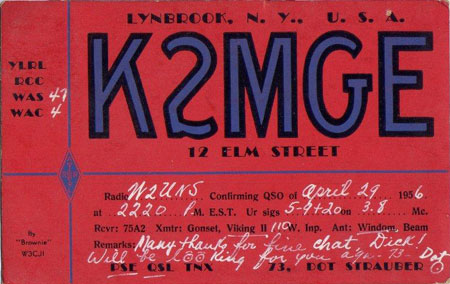 LYNBROOK, N. Y., U. S. A.
YLRL
RCC
WAS 47
WAC 4
K2MGE
12 ELM STREET
Radio W2UNS Confirming QSO of April 29 1956
at 2220 M. E.S.T. Ur sigs 5-9+20 on 3.8 Mc.
Rcvr: 75A2 Xmtr: Gonset, Viking II 110 W. Inp. Ant: Windom, Beam
Remarks: Many thanks for fine chat, Dick!
Will be looking for you agn. 73 - Dot
PSE QSL TNX 73, DOT STRAUBER
By
"Brownie"
W3CJI